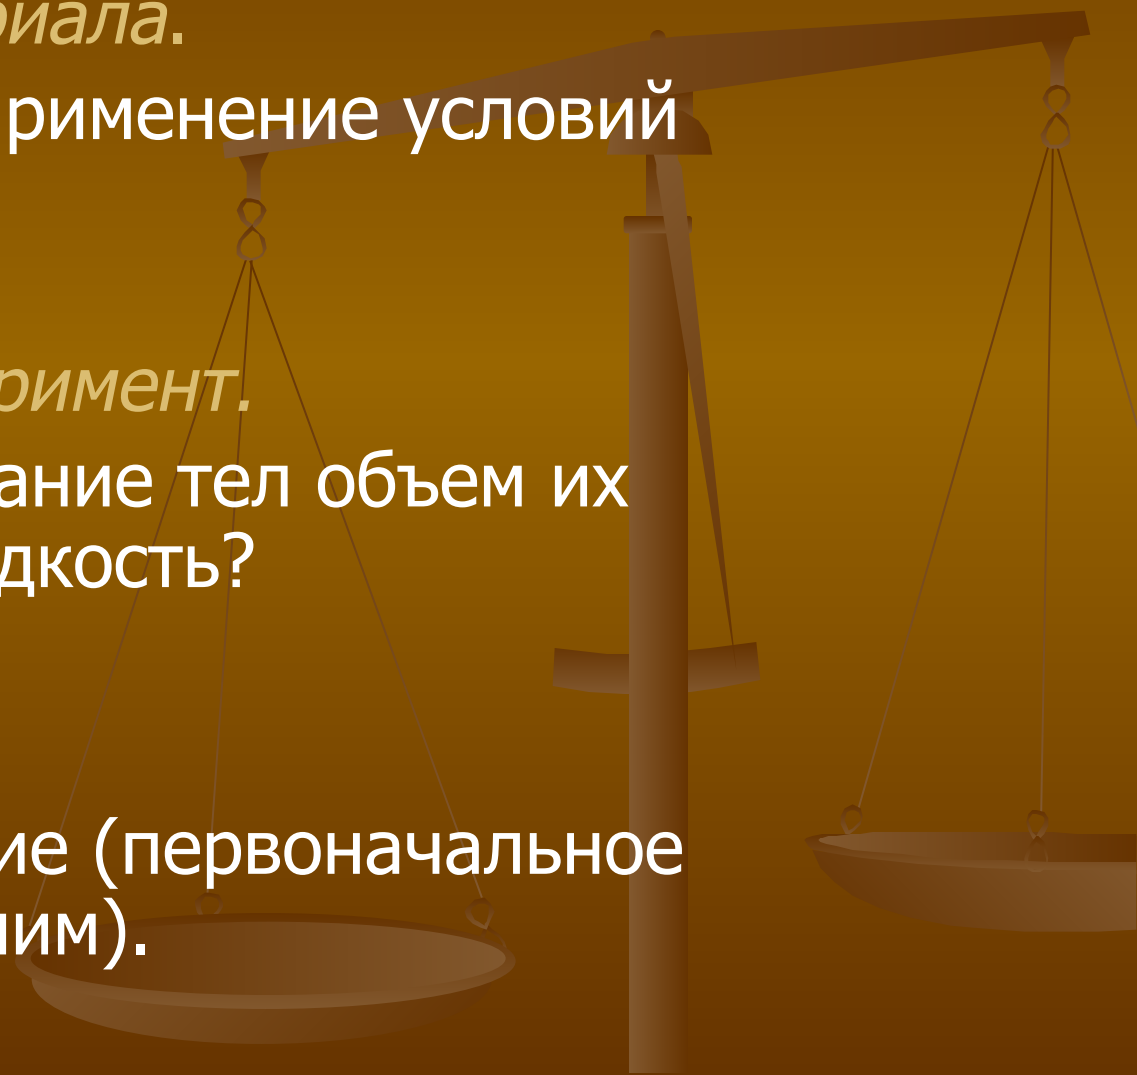 риала.
рименение условий
римент.
ание тел объем их
дкость?
ие (первоначальное
ним).